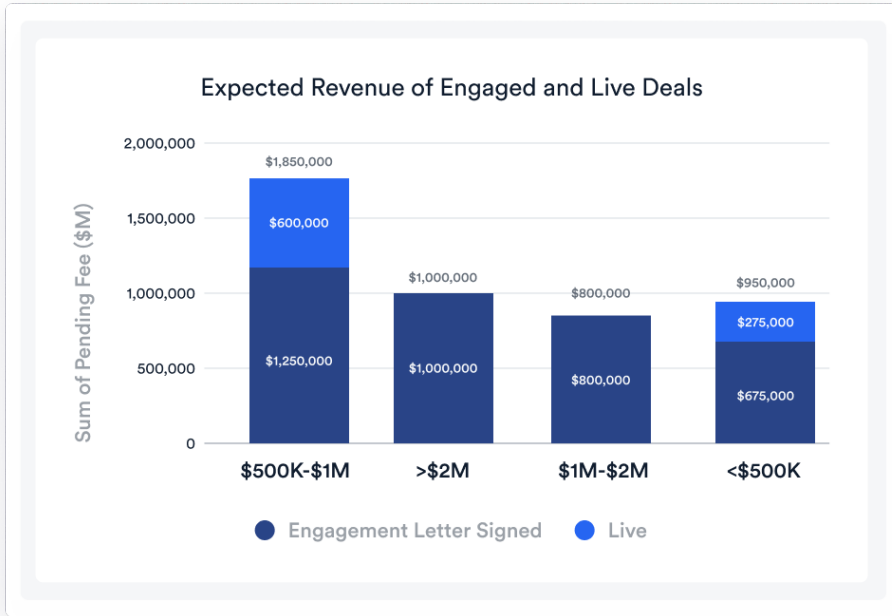 Expected Revenue of Engaged and Live Deals
Sum of Pending Fee ($M)
2,000,000
1,500,000
1,000,000
500,000
0
$1,850,000
$600,000
$1,250,000
$1,000,000
$1,000,000
$800,000
$800,000
$950,000
$275,000
$675,000
$500K-$1M
>$2M
$1M-$2M
<$500K
Engagement Letter Signed
Live